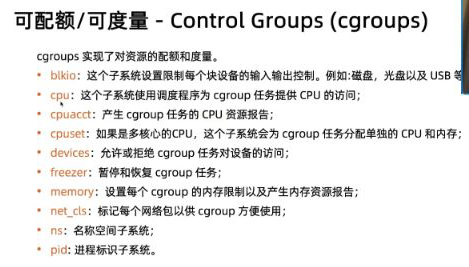 可配额/可度量 - Control Groups (cgroups)
cgroups 实现了对资源的配额和度量。
• blkio：这个子系统设置限制每个块设备的输入输出控制。例如:磁盘，光盘以及 USB 等
• cpu：这个子系统使用调度程序为 cgroup 任务提供 CPU 的访问；
• cpuacct：产生 cgroup 任务的 CPU 资源报告；
• cpuset：如果是多核心的CPU，这个子系统会为 cgroup 任务分配单独的 CPU 和内存；
• devices：允许或拒绝 cgroup 任务对设备的访问；
• freezer：暂停和恢复 cgroup 任务；
• memory：设置每个 cgroup 的内存限制以及产生内存资源报告；
• net_cls：标记每个网络包以供 cgroup 方便使用；
• ns：名称空间子系统；
• pid: 进程标识子系统。